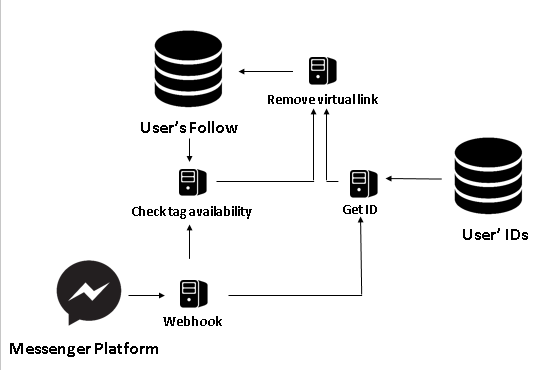 Remove virtual link
User's Follow
Check tag availability
Get ID
User' IDs
Webhook
Messenger Platform